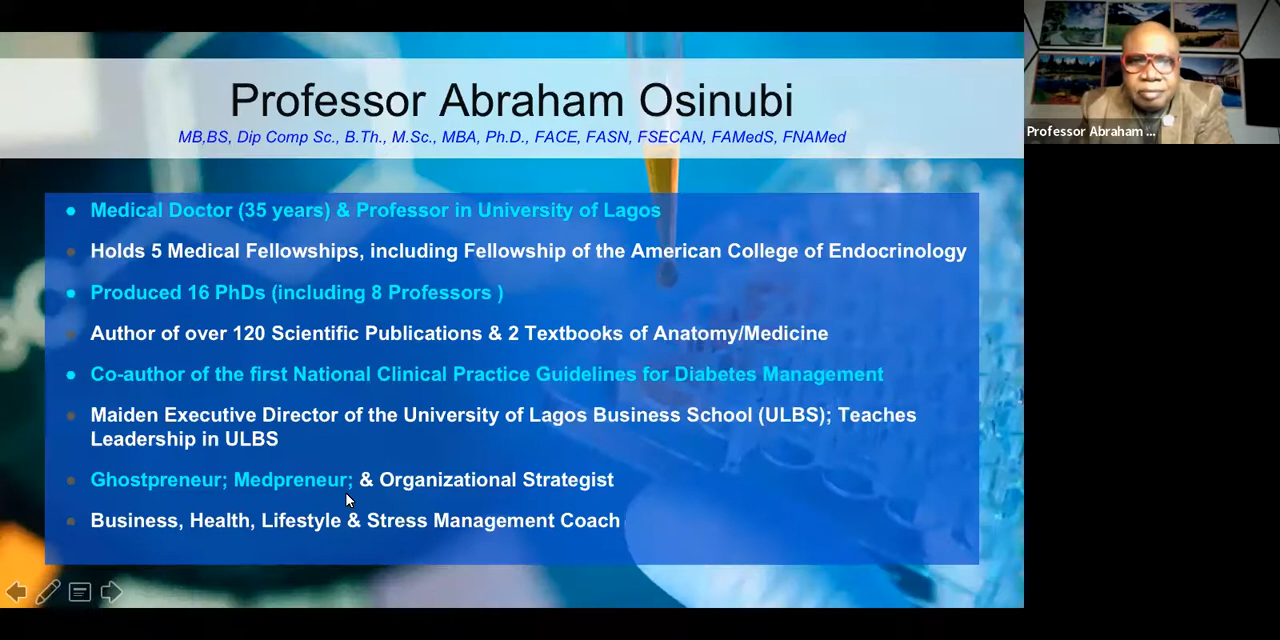 Professor Abraham Osinubi
MB,BS, Dip Comp Sc., B.Th., M.Sc., MBA, Ph.D., FACE, FASN, FSECAN, FAMedS, FNAMed
Professor Abraham ...
• Medical Doctor (35 years) & Professor in University of Lagos
• Holds 5 Medical Fellowships, including Fellowship of the American College of Endocrinology
• Produced 16 PhDs (including 8 Professors )
• Author of over 120 Scientific Publications & 2 Textbooks of Anatomy/Medicine
• Co-author of the first National Clinical Practice Guidelines for Diabetes Management
• Maiden Executive Director of the University of Lagos Business School (ULBS); Teaches
Leadership in ULBS
• Ghostpreneur; Medpreneur; & Organizational Strategist
• Business, Health, Lifestyle & Stress Management Coach